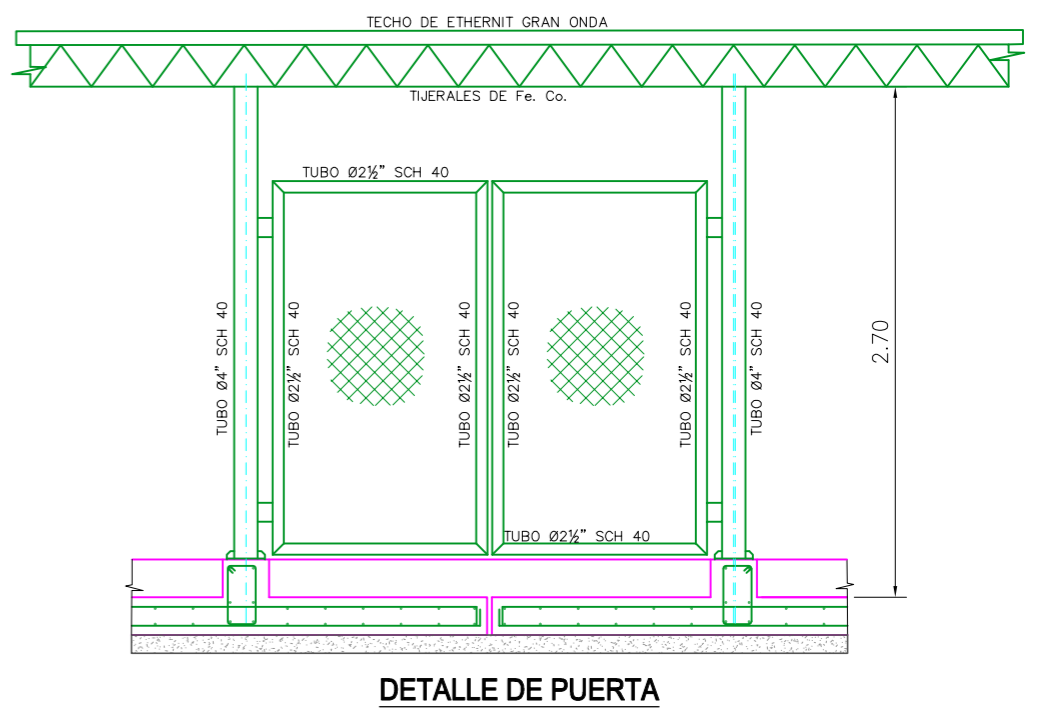 TECHO DE ETHERNIT GRAN ONDA
TIJERALES DE Fe. Co.
TUBO Ø2½" SCH 40
TUBO Ø4" SCH 40
TUBO Ø2½" SCH 40
TUBO Ø2½" SCH 40
TUBO Ø2½" SCH 40
TUBO Ø2½" SCH 40
TUBO Ø4" SCH 40
2.70
TUBO Ø2½" SCH 40
DETALLE DE PUERTA